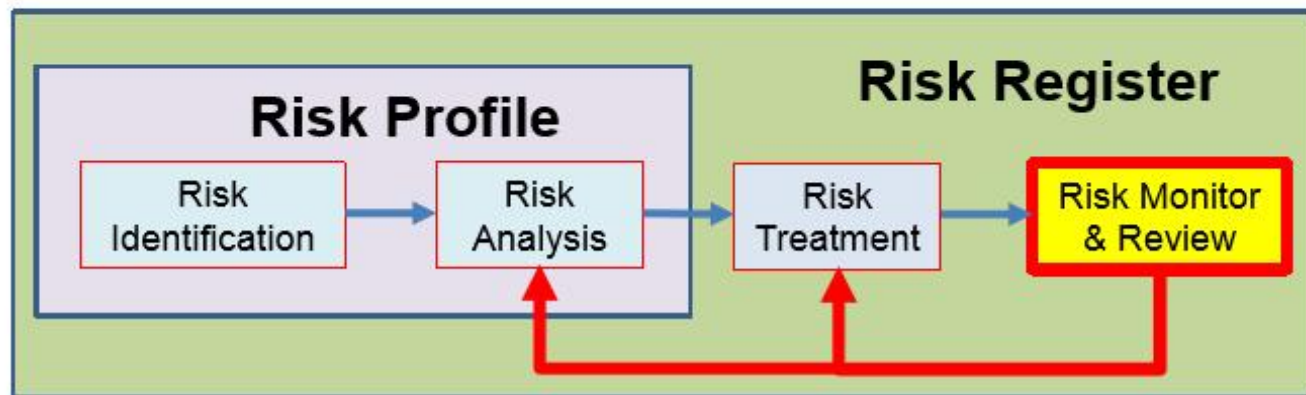 Risk Register
Risk Profile
Risk
Identification
Risk
Analysis
Risk
Treatment
Risk Monitor
& Review